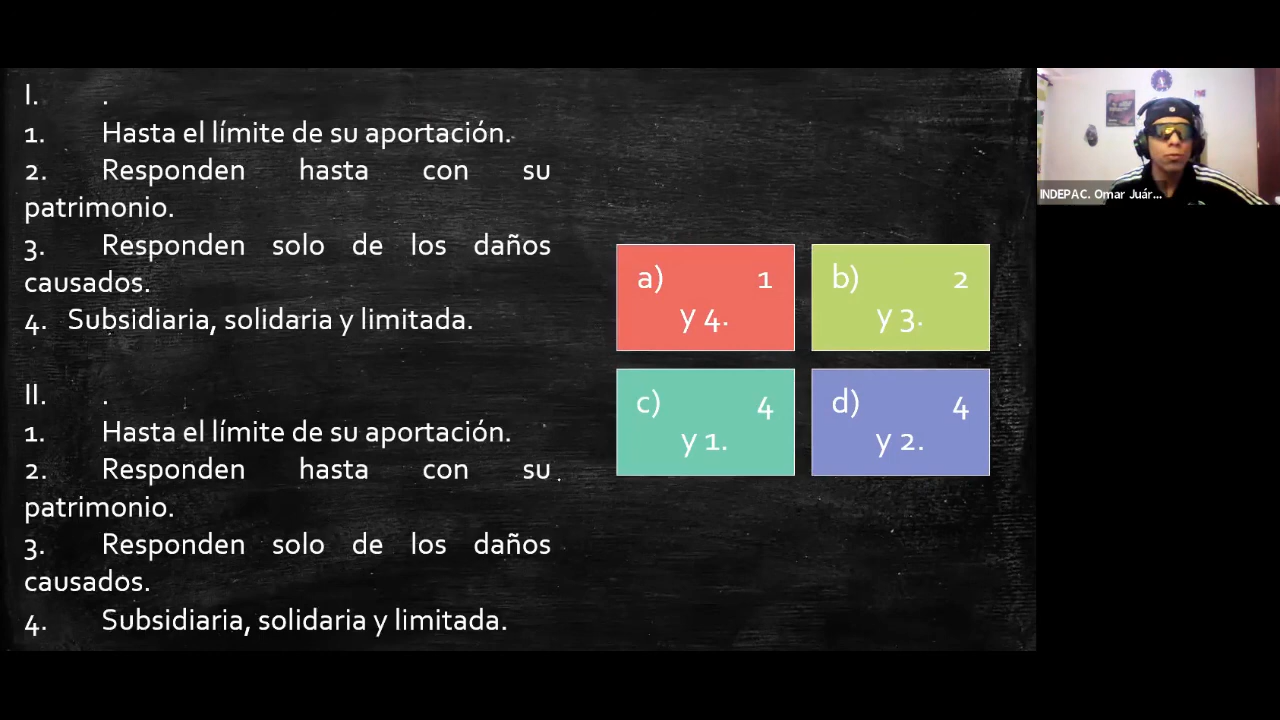 I. .
1. Hasta el límite de su aportación.
2. Responden hasta con su
patrimonio.
3. Responden solo de los daños
causados.
4. Subsidiaria, solidaria y limitada.
II. .
1. Hasta el límite de su aportación.
2. Responden hasta con su
patrimonio.
3. Responden solo de los daños
causados.
4. Subsidiaria, solidaria y limitada.
a) 1
y 4.
b) 2
y 3.
c) 4
y 1.
d) 4
y 2.
INDEPAC. Omar Juár...